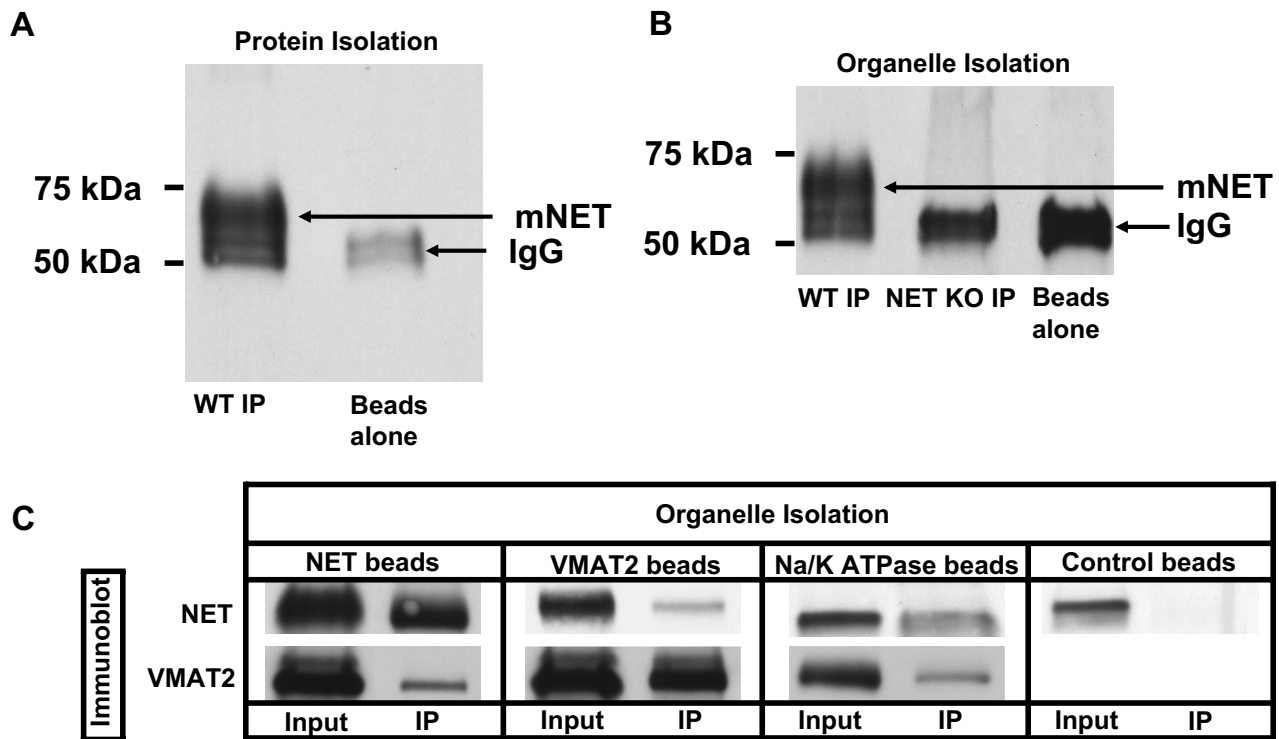 A
Protein Isolation
75 kDa
50 kDa
mNET
IgG
WT IP
Beads
alone
B
Organelle Isolation
75 kDa
50 kDa
mNET
IgG
WT IP
NET KO IP
Beads
alone
C
Organelle Isolation
NET beads
VMAT2 beads
Na/K ATPase beads
Control beads
Immunoblot
NET
VMAT2
Input
IP
Input
IP
Input
IP
Input
IP